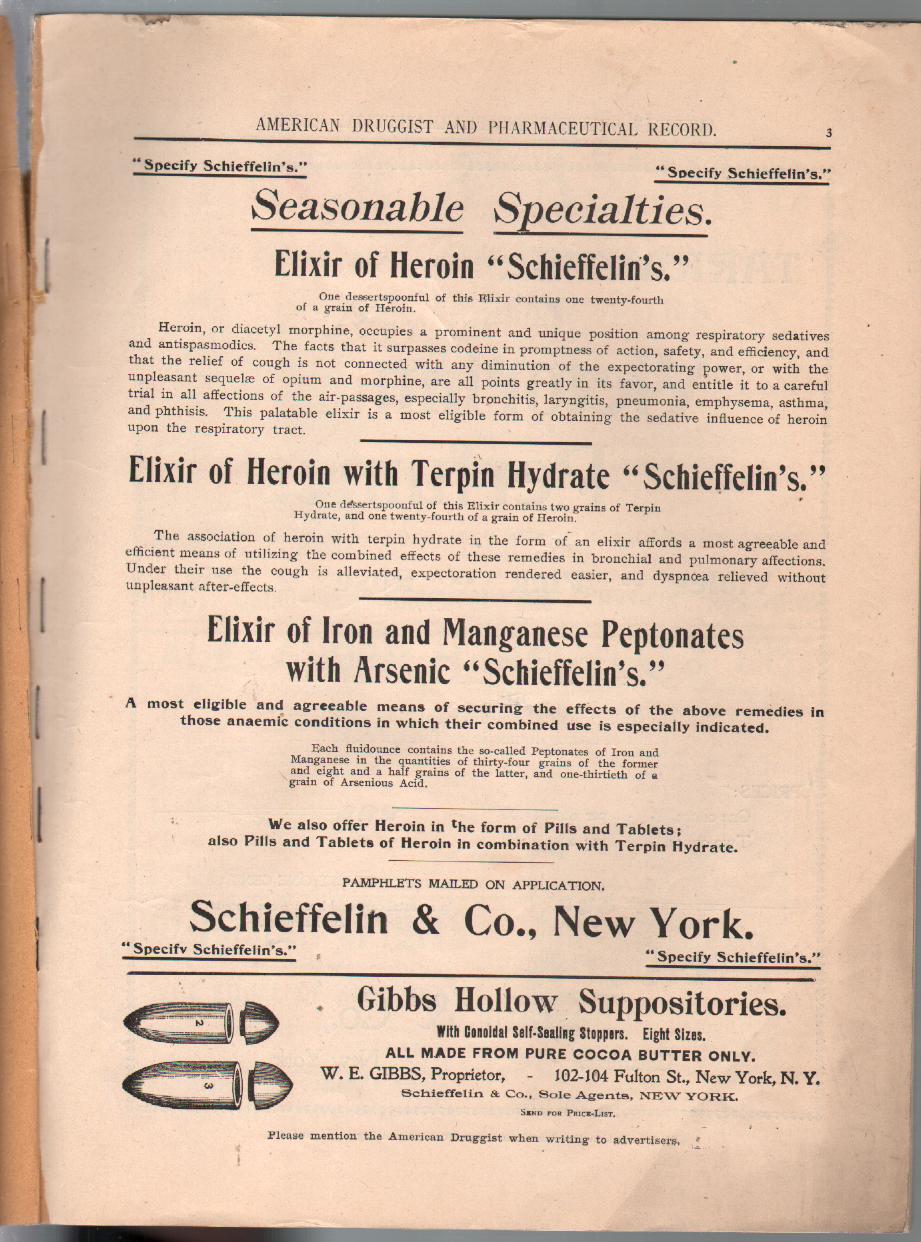 AMERICAN DRUGGIST AND PHARMACEUTICAL RECORD. 3
"Specify Schieffelin's." "Specify Schieffelin's."
Seasonable Specialties.
Elixir of Heroin "Schieffelin's."
One dessertspoonful of this Elixir contains one twenty-fourth
of a grain of Heroin.
Heroin, or diacetyl morphine, occupies a prominent and unique position among respiratory sedatives
and antispasmodics. The facts that it surpasses codeine in promptness of action, safety, and efficiency, and
that the relief of cough is not connected with any diminution of the expectorating power, or with the
unpleasant sequelæ of opium and morphine, are all points greatly in its favor, and entitle it to a careful
trial in all affections of the air-passages, especially bronchitis, laryngitis, pneumonia, emphysema, asthma,
and phthisis. This palatable elixir is a most eligible form of obtaining the sedative influence of heroin
upon the respiratory tract.
Elixir of Heroin with Terpin Hydrate "Schieffelin's."
One dessertspoonful of this Elixir contains two grains of Terpin
Hydrate, and one twenty-fourth of a grain of Heroin.
The association of heroin with terpin hydrate in the form of an elixir affords a most agreeable and
efficient means of utilizing the combined effects of these remedies in bronchial and pulmonary affections.
Under their use the cough is alleviated, expectoration rendered easier, and dyspnœa relieved without
unpleasant after-effects.
Elixir of Iron and Manganese Peptonates
with Arsenic "Schieffelin's."
A most eligible and agreeable means of securing the effects of the above remedies in
those anaemic conditions in which their combined use is especially indicated.
Each fluidounce contains the so-called Peptonates of Iron and
Manganese in the quantities of thirty-four grains of the former
and eight and a half grains of the latter, and one-thirtieth of a
grain of Arsenious Acid.
We also offer Heroin in the form of Pills and Tablets;
also Pills and Tablets of Heroin in combination with Terpin Hydrate.
PAMPHLETS MAILED ON APPLICATION.
Schieffelin & Co., New York.
"Specify Schieffelin's." "Specify Schieffelin's."
Gibbs Hollow Suppositories.
With Conoidal Self-Sealing Stoppers. Eight Sizes.
ALL MADE FROM PURE COCOA BUTTER ONLY.
W. E. GIBBS, Proprietor, - 102-104 Fulton St., New York, N. Y.
Schieffelin & Co., Sole Agents, NEW YORK.
SEND FOR PRICE-LIST.
2
3
Please mention the American Druggist when writing to advertisers.